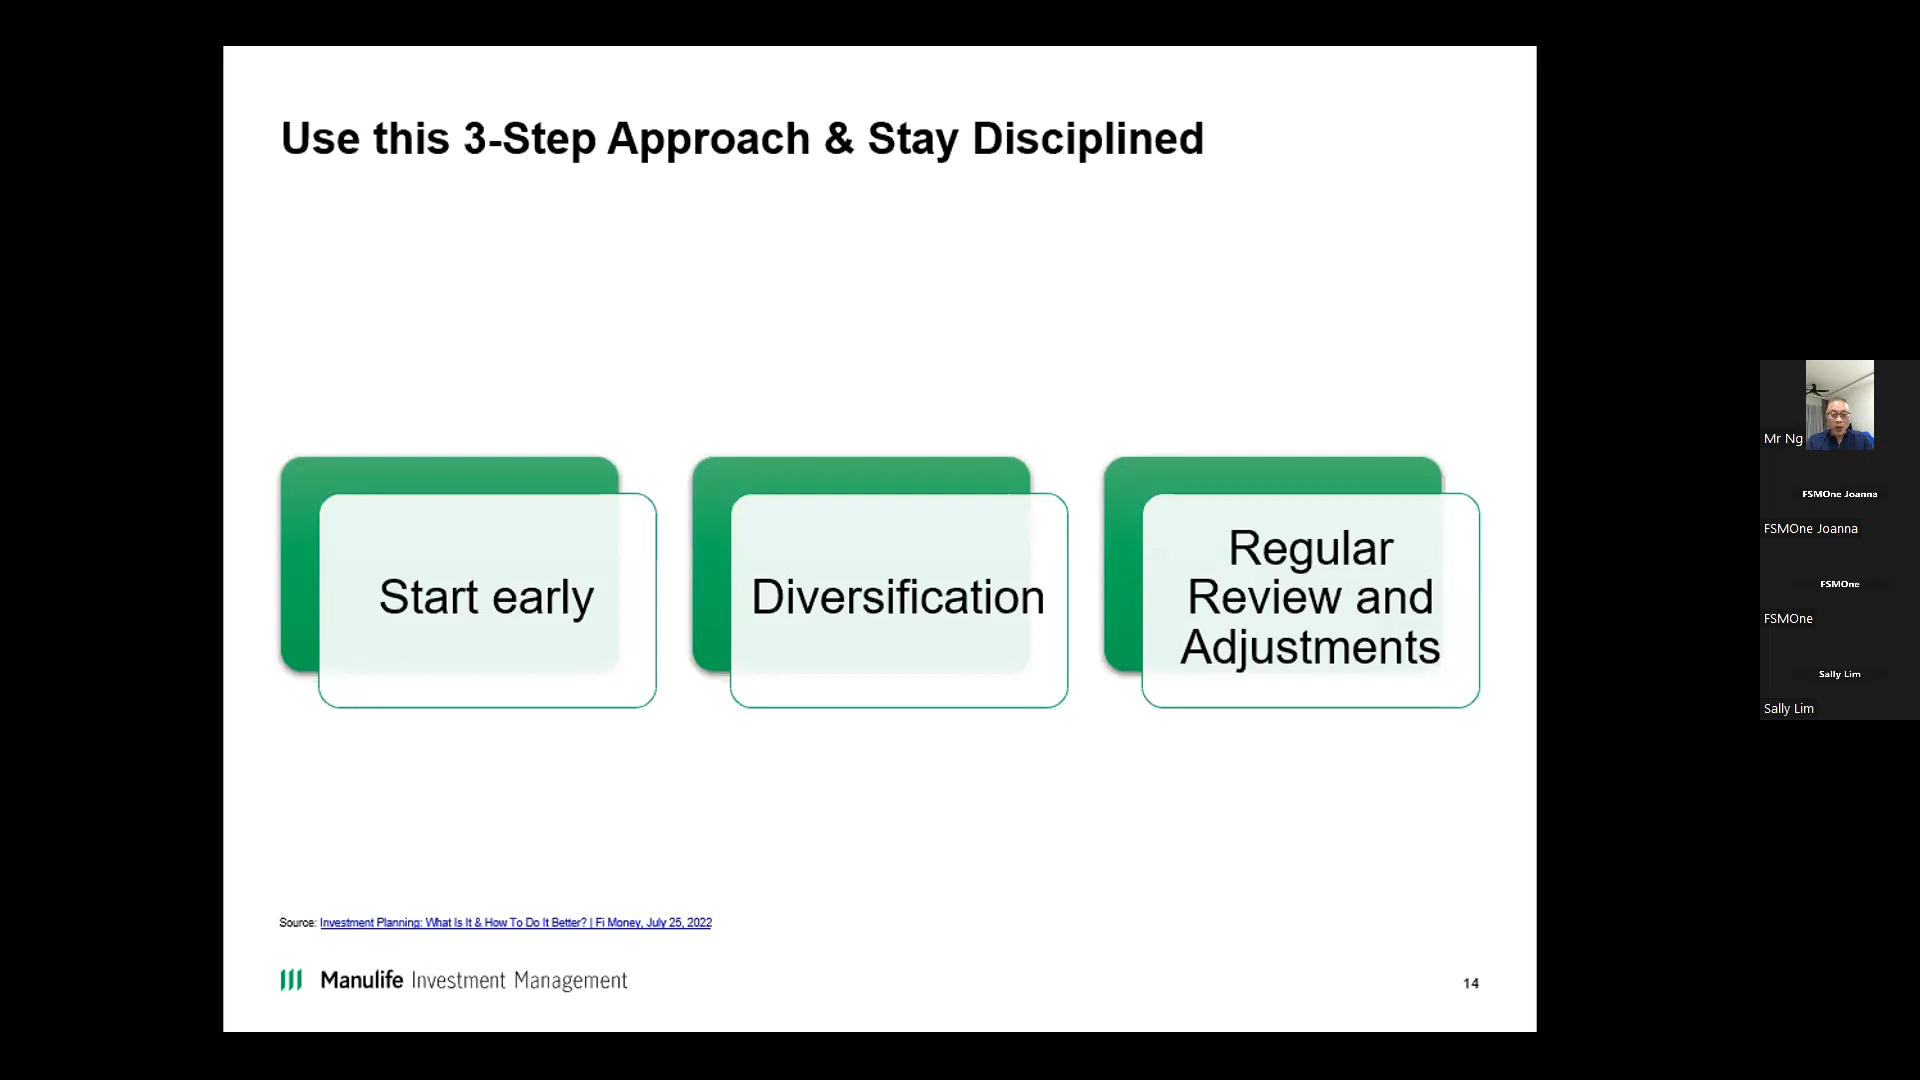 Use this 3-Step Approach & Stay Disciplined
Start early
Diversification
Regular
Review and
Adjustments
Source: Investment Planning: What Is It & How To Do It Better? | Fi Money, July 25, 2022
Manulife Investment Management
14
Mr Ng
FSMOne Joanna
FSMOne Joanna
FSMOne
FSMOne
Sally Lim
Sally Lim